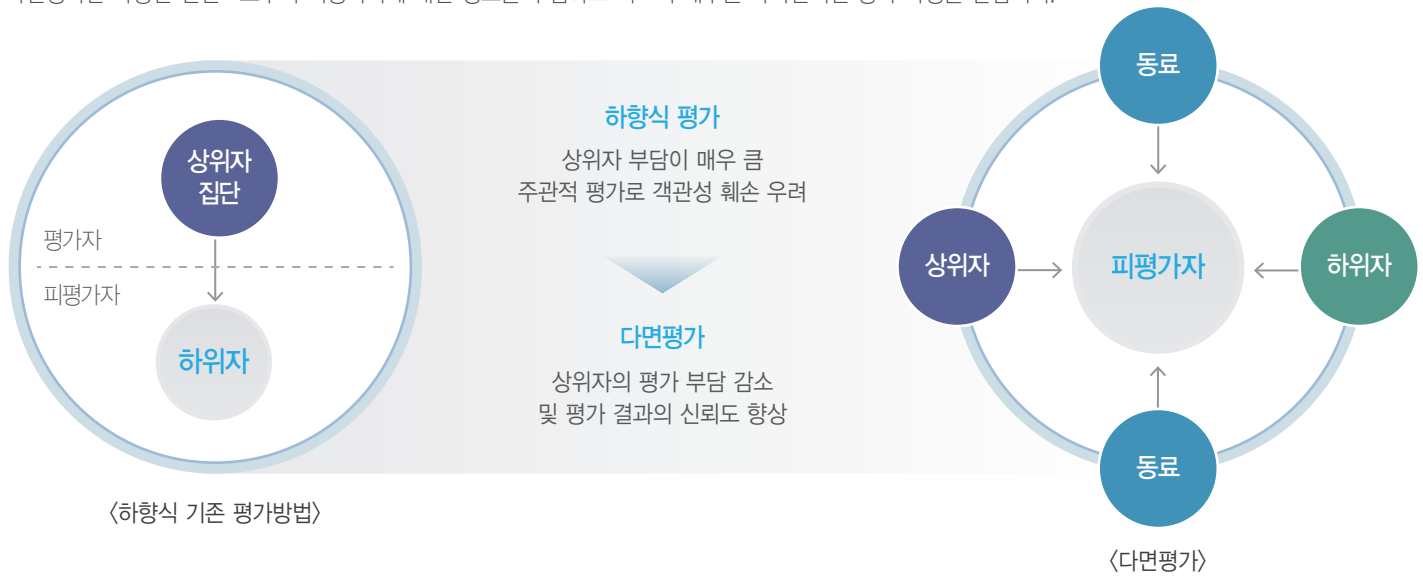 상위자
집단
평가자
피평가자
하위자
〈하향식 기존 평가방법〉
하향식 평가
상위자 부담이 매우 큼
주관적 평가로 객관성 훼손 우려
다면평가
상위자의 평가 부담 감소
및 평가 결과의 신뢰도 향상
동료
상위자
피평가자
하위자
동료
〈다면평가〉